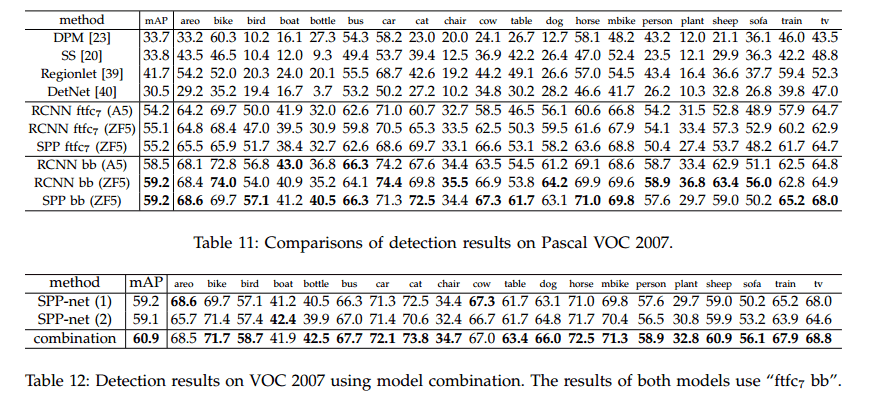 method mAP areo bike bird boat bottle bus car cat chair cow table dog horse mbike person plant sheep sofa train tv
DPM [23] 33.7 33.2 60.3 10.2 16.1 27.3 54.3 58.2 23.0 20.0 24.1 26.7 12.7 58.1 48.2 43.2 12.0 21.1 36.1 46.0 43.5
SS [20] 33.8 43.5 46.5 10.4 12.0 9.3 49.4 53.7 39.4 12.5 36.9 42.2 26.4 47.0 52.4 23.5 12.1 29.9 36.3 42.2 48.8
Regionlet [39] 41.7 54.2 52.0 20.3 24.0 20.1 55.5 68.7 42.6 19.2 44.2 49.1 26.6 57.0 54.5 43.4 16.4 36.6 37.7 59.4 52.3
DetNet [40] 30.5 29.2 35.2 19.4 16.7 3.7 53.2 50.2 27.2 10.2 34.8 30.2 28.2 46.6 41.7 26.2 10.3 32.8 26.8 39.8 47.0
RCNN ftfc7 (A5) 54.2 64.2 69.7 50.0 41.9 32.0 62.6 71.0 60.7 32.7 58.5 46.5 56.1 60.6 66.8 54.2 31.5 52.8 48.9 57.9 64.7
RCNN ftfc7 (ZF5) 55.1 64.8 68.4 47.0 39.5 30.9 59.8 70.5 65.3 33.5 62.5 50.3 59.5 61.6 67.9 54.1 33.4 57.3 52.9 60.2 62.9
SPP ftfc7 (ZF5) 55.2 65.5 65.9 51.7 38.4 32.7 62.6 68.6 69.7 33.1 66.6 53.1 58.2 63.6 68.8 50.4 27.4 53.7 48.2 61.7 64.7
RCNN bb (A5) 58.5 68.1 72.8 56.8 43.0 36.8 66.3 74.2 67.6 34.4 63.5 54.5 61.2 69.1 68.6 58.7 33.4 62.9 51.1 62.5 64.8
RCNN bb (ZF5) 59.2 68.4 74.0 54.0 40.9 35.2 64.1 74.4 69.8 35.5 66.9 53.8 64.2 69.9 69.6 58.9 36.8 63.4 56.0 62.8 64.9
SPP bb (ZF5) 59.2 68.6 69.7 57.1 41.2 40.5 66.3 71.3 72.5 34.4 67.3 61.7 63.1 71.0 69.8 57.6 29.7 59.0 50.2 65.2 68.0
Table 11: Comparisons of detection results on Pascal VOC 2007.
method mAP areo bike bird boat bottle bus car cat chair cow table dog horse mbike person plant sheep sofa train tv
SPP-net (1) 59.2 68.6 69.7 57.1 41.2 40.5 66.3 71.3 72.5 34.4 67.3 61.7 63.1 71.0 69.8 57.6 29.7 59.0 50.2 65.2 68.0
SPP-net (2) 59.1 65.7 71.4 57.4 42.4 39.9 67.0 71.4 70.6 32.4 66.7 61.7 64.8 71.7 70.4 56.5 30.8 59.9 53.2 63.9 64.6
combination 60.9 68.5 71.7 58.7 41.9 42.5 67.7 72.1 73.8 34.7 67.0 63.4 66.0 72.5 71.3 58.9 32.8 60.9 56.1 67.9 68.8
Table 12: Detection results on VOC 2007 using model combination. The results of both models use “ftfc7 bb”.